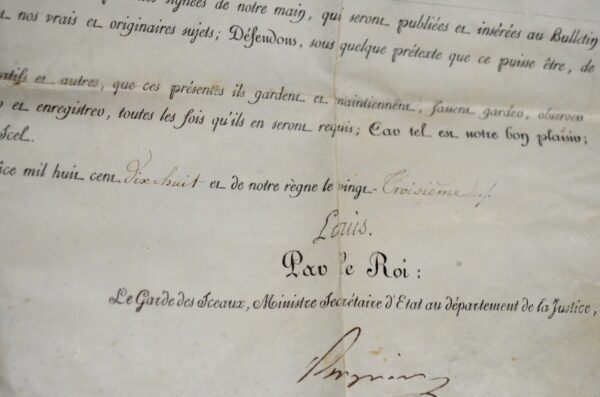 signées de notre main, qui seront publiées et insérées au Bulletin
nos vrais et originaires sujets; Défendons, sous quelque prétexte que ce puisse être, de
atifs et autres, que ces présentes ils gardent et maintiennent, fassent garder, observer
et enregistrer, toutes les fois qu'ils en seront requis; Car tel est notre bon plaisir;
Scel.
ice mil huit cent dix-huit et de notre règne le vingt-Troisième ./.
Louis.
Par le Roi:
Le Garde des Sceaux, Ministre Secrétaire d'Etat au département de la Justice,